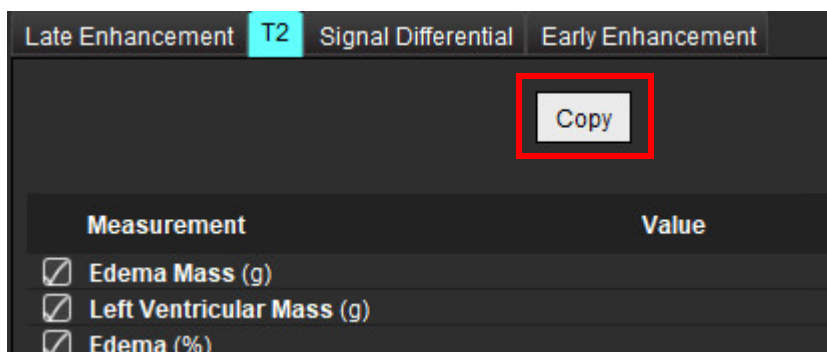 Late Enhancement T2 Signal Differential Early Enhancement
Copy
Measurement Value
Edema Mass (g)
Left Ventricular Mass (g)
Edema (%)